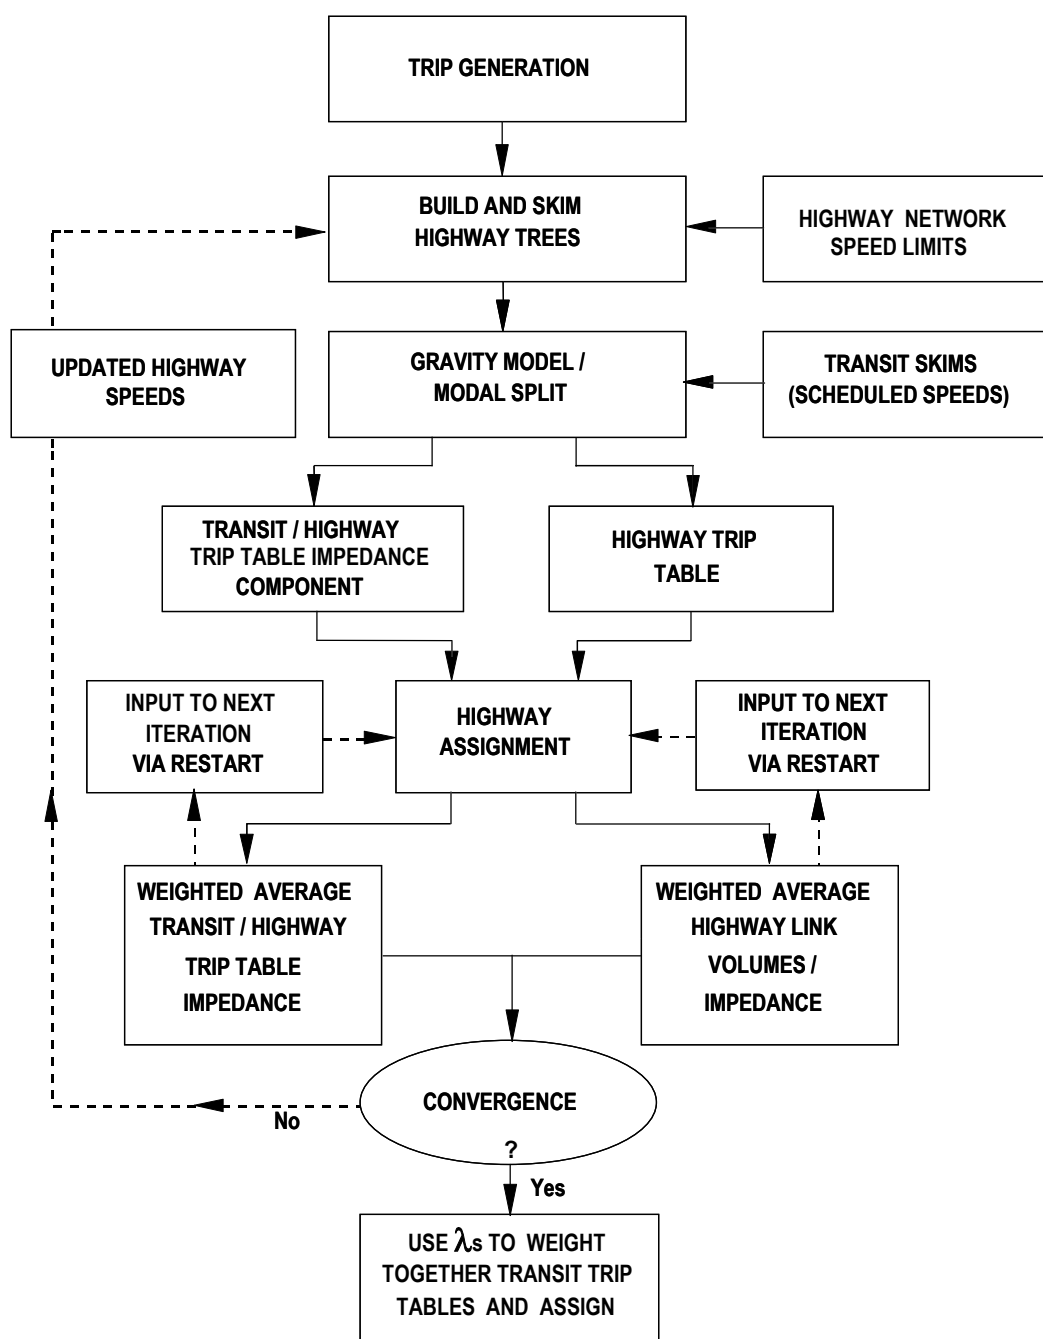 TRIP GENERATION
BUILD AND SKIM
HIGHWAY TREES
HIGHWAY NETWORK
SPEED LIMITS
UPDATED HIGHWAY
SPEEDS
GRAVITY MODEL /
MODAL SPLIT
TRANSIT SKIMS
(SCHEDULED SPEEDS)
TRANSIT / HIGHWAY
TRIP TABLE IMPEDANCE
COMPONENT
HIGHWAY TRIP
TABLE
INPUT TO NEXT
ITERATION
VIA RESTART
HIGHWAY
ASSIGNMENT
INPUT TO NEXT
ITERATION
VIA RESTART
WEIGHTED AVERAGE
TRANSIT / HIGHWAY
TRIP TABLE
IMPEDANCE
WEIGHTED AVERAGE
HIGHWAY LINK
VOLUMES /
IMPEDANCE
CONVERGENCE
?
No
Yes
USE λs TO WEIGHT
TOGETHER TRANSIT TRIP
TABLES AND ASSIGN